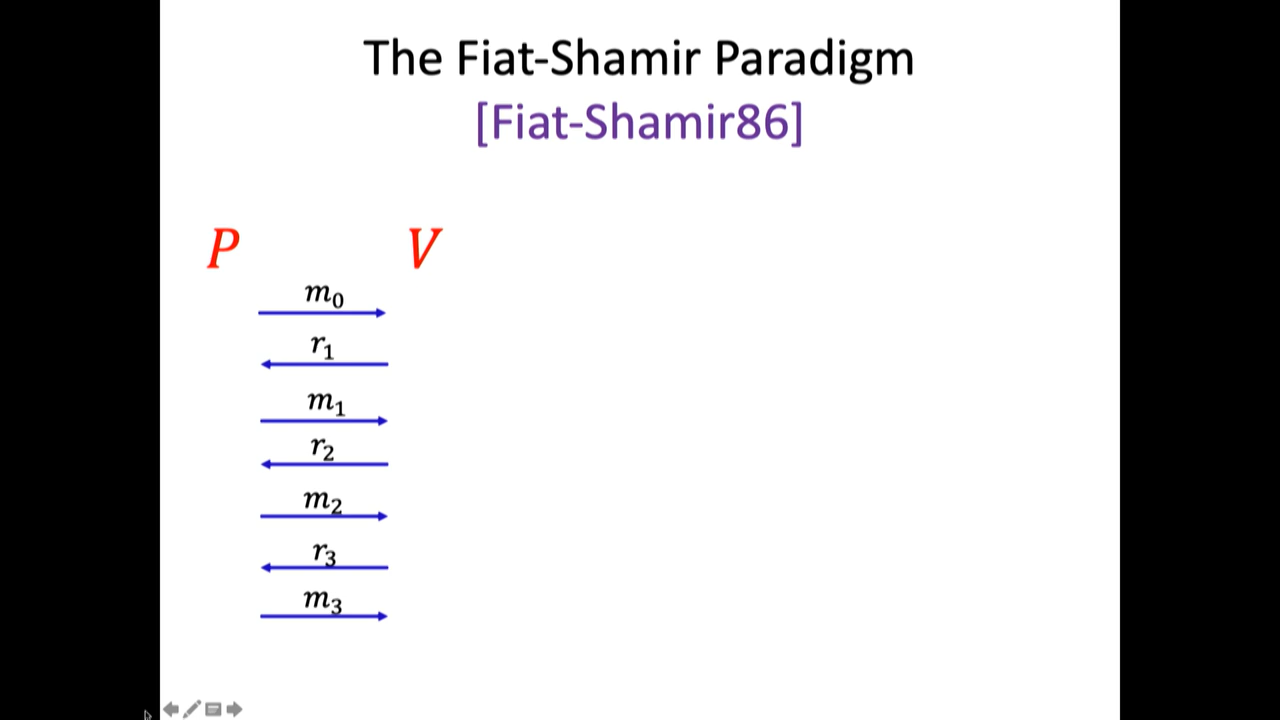 The Fiat-Shamir Paradigm
[Fiat-Shamir86]
P V
m₀
r₁
m₁
r₂
m₂
r₃
m₃